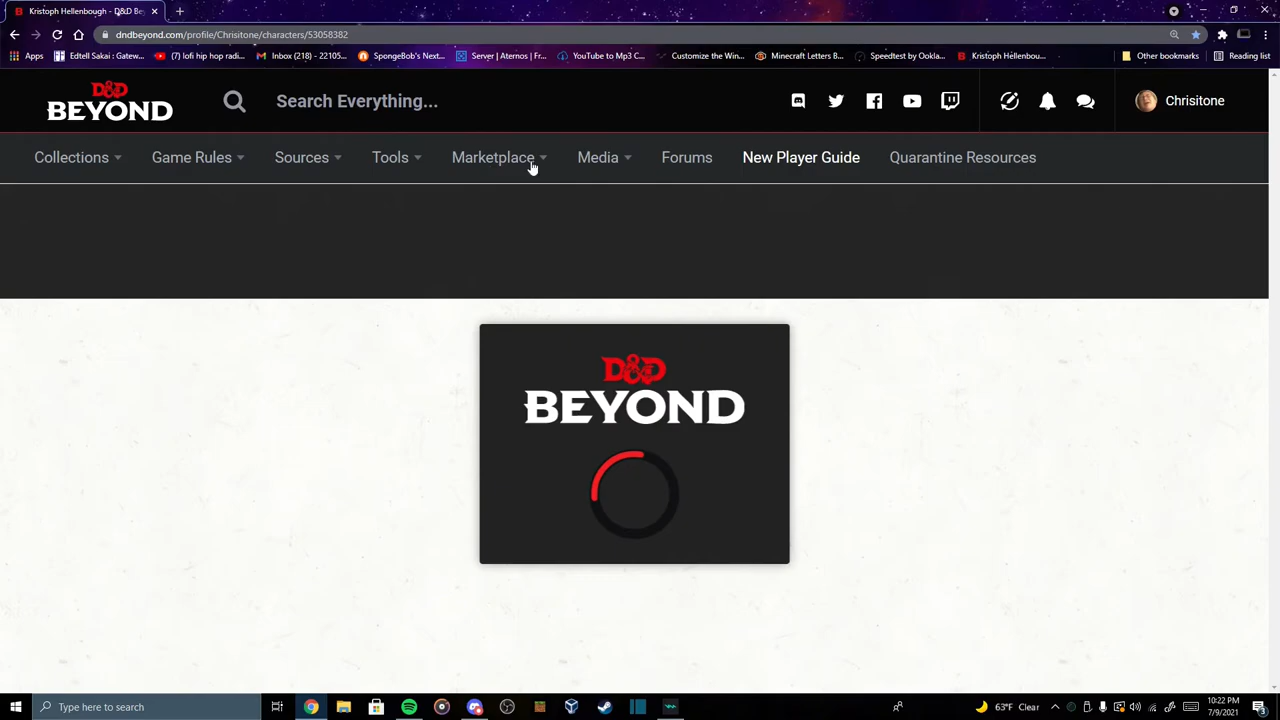 Kristoph Hellenbough - D&D Be
dndbeyond.com/profile/Chrisitone/characters/53058382
Apps
Edtell Sakai: Gatew...
(7) lofi hip hop radi...
Inbox (218) - 22105...
SpongeBob's Next...
Server | Aternos | Fr...
YouTube to Mp3 C...
Customize the Win...
Minecraft Letters B...
Speedtest by Ookla...
Kristoph Hellenbou...
Other bookmarks
Reading list
D&D
BEYOND
Search Everything...
Chrisitone
Collections
Game Rules
Sources
Tools
Marketplace
Media
Forums
New Player Guide
Quarantine Resources
D&D
BEYOND
Type here to search
63°F Clear
10:22 PM
7/9/2021
3